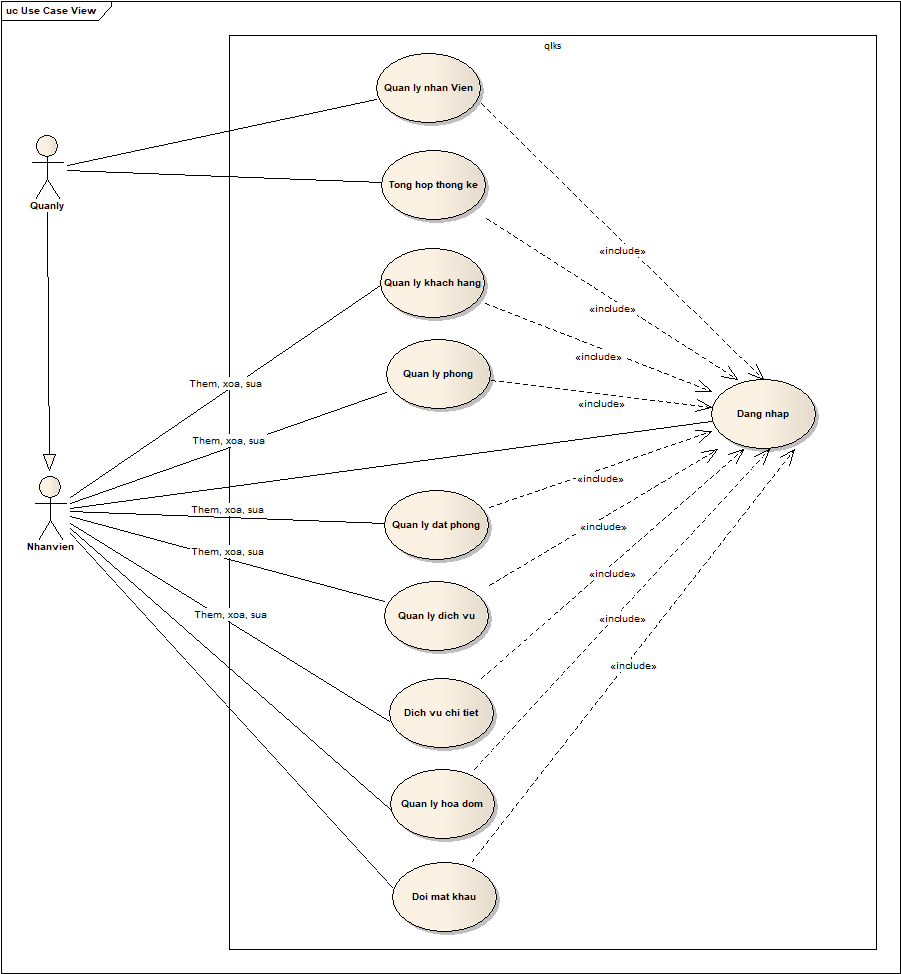 uc Use Case View
qlks
Quan ly nhan Vien
Quanly
Tong hop thong ke
«include»
Quan ly khach hang
«include»
«include»
Quan ly phong
Them, xoa, sua
«include»
Dang nhap
Them, xoa, sua
«include»
Nhanvien
Them, xoa, sua
Quan ly dat phong
«include»
Them, xoa, sua
«include»
Quan ly dich vu
Them, xoa, sua
«include»
«include»
Dich vu chi tiet
Quan ly hoa dom
Doi mat khau